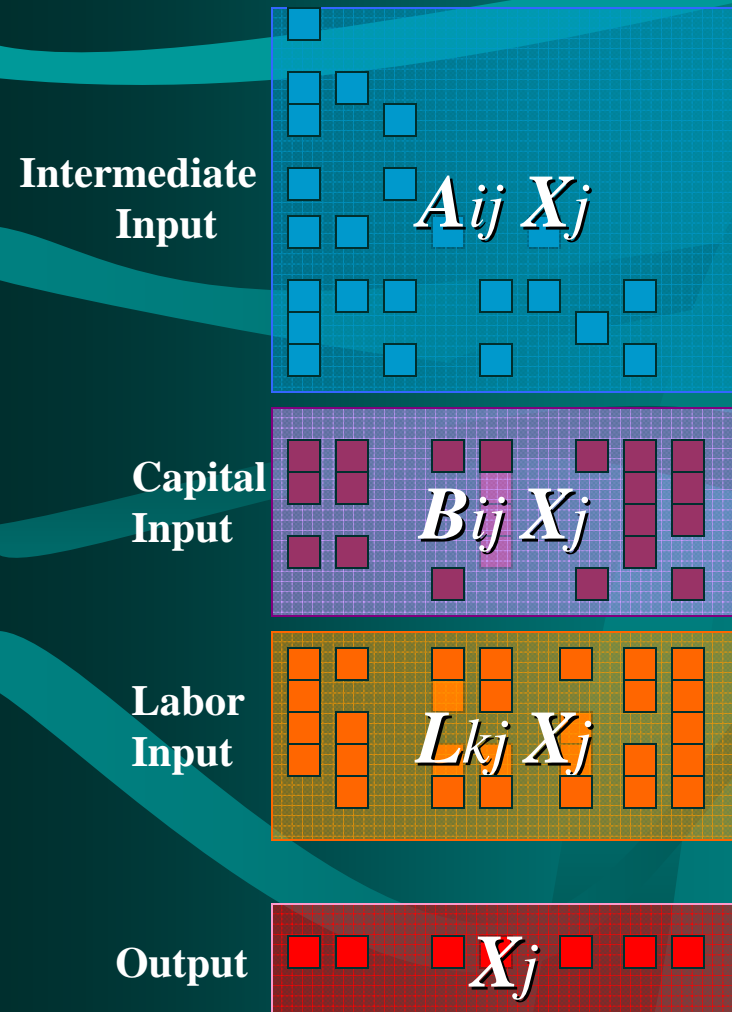 Intermediate
Input
Aij Xj
Capital
Input
Bij Xj
Labor
Input
Lkj Xj
Output
Xj